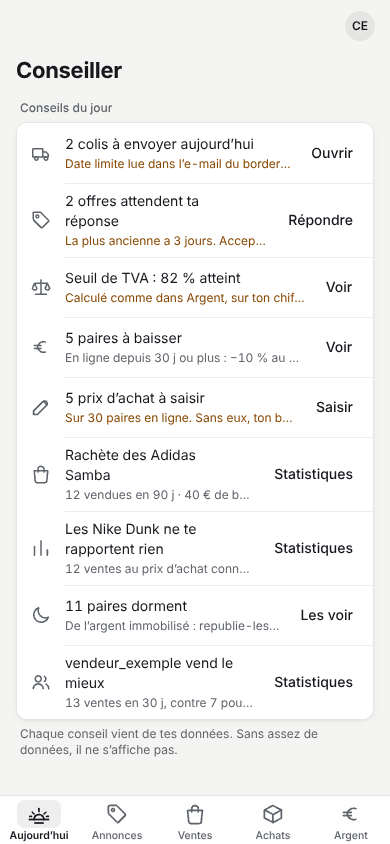 CE
Conseiller
Conseils du jour
2 colis à envoyer aujourd’hui
Date limite lue dans l’e-mail du border…
Ouvrir
2 offres attendent ta
réponse
La plus ancienne a 3 jours. Accep…
Répondre
Seuil de TVA : 82 % atteint
Calculé comme dans Argent, sur ton chif…
Voir
5 paires à baisser
En ligne depuis 30 j ou plus : −10 % au …
Voir
5 prix d’achat à saisir
Sur 30 paires en ligne. Sans eux, ton b…
Saisir
Rachète des Adidas
Samba
12 vendues en 90 j · 40 € de b…
Statistiques
Les Nike Dunk ne te
rapportent rien
12 ventes au prix d’achat conn…
Statistiques
11 paires dorment
De l’argent immobilisé : republie-les…
Les voir
vendeur_exemple vend le
mieux
13 ventes en 30 j, contre 7 pou…
Statistiques
Chaque conseil vient de tes données. Sans assez de
données, il ne s’affiche pas.
Aujourd’hui
Annonces
Ventes
Achats
Argent